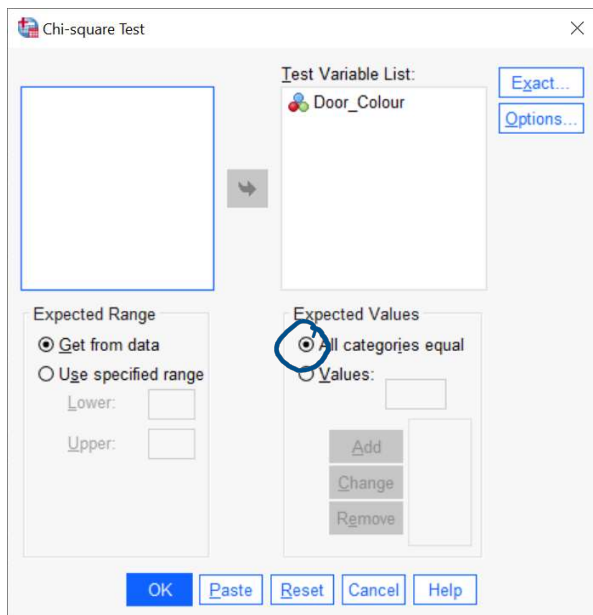 Chi-square Test
Test Variable List:
Door_Colour
Exact...
Options...
Expected Range
Get from data
Use specified range
Lower:
Upper:
Expected Values
All categories equal
Values:
Add
Change
Remove
OK Paste Reset Cancel Help